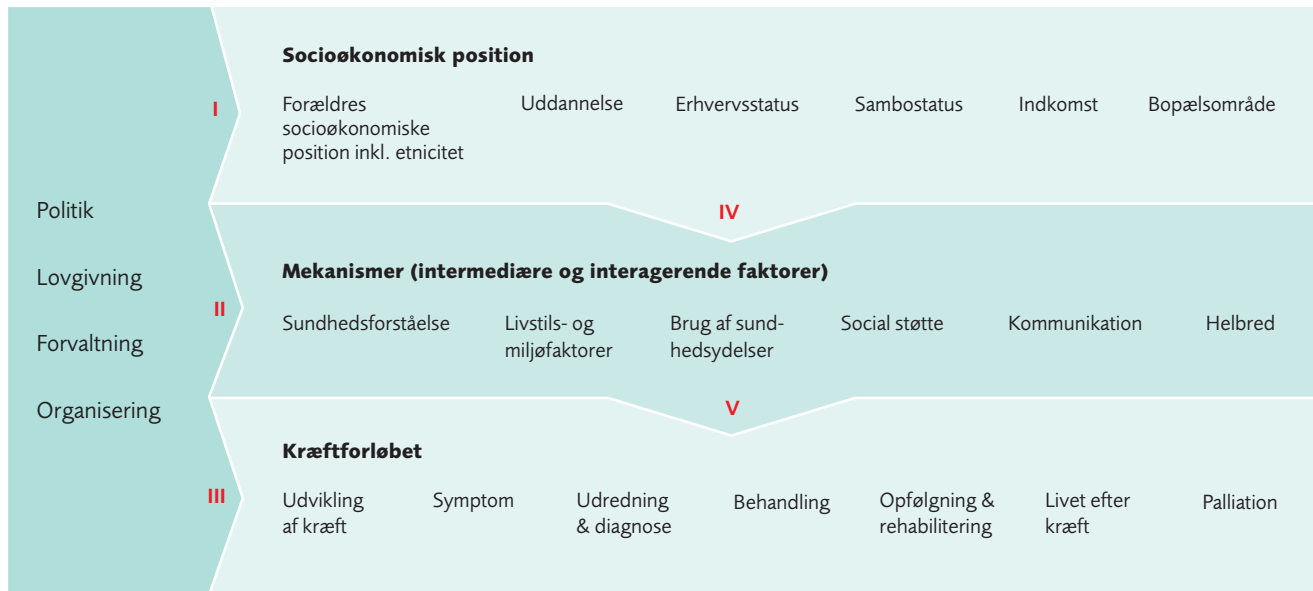 Politik
Lovgivning
Forvaltning
Organisering
I
Socioøkonomisk position
Forældres
socioøkonomiske
position inkl. etnicitet
Uddannelse
Erhvervsstatus
Sambostatus
Indkomst
Bopælsområde
IV
II
Mekanismer (intermediære og interagerende faktorer)
Sundhedsforståelse
Livstils- og
miljøfaktorer
Brug af sund-
hedsydelser
Social støtte
Kommunikation
Helbred
V
III
Kræftforløbet
Udvikling
af kræft
Symptom
Udredning
& diagnose
Behandling
Opfølgning &
rehabilitering
Livet efter
kræft
Palliation